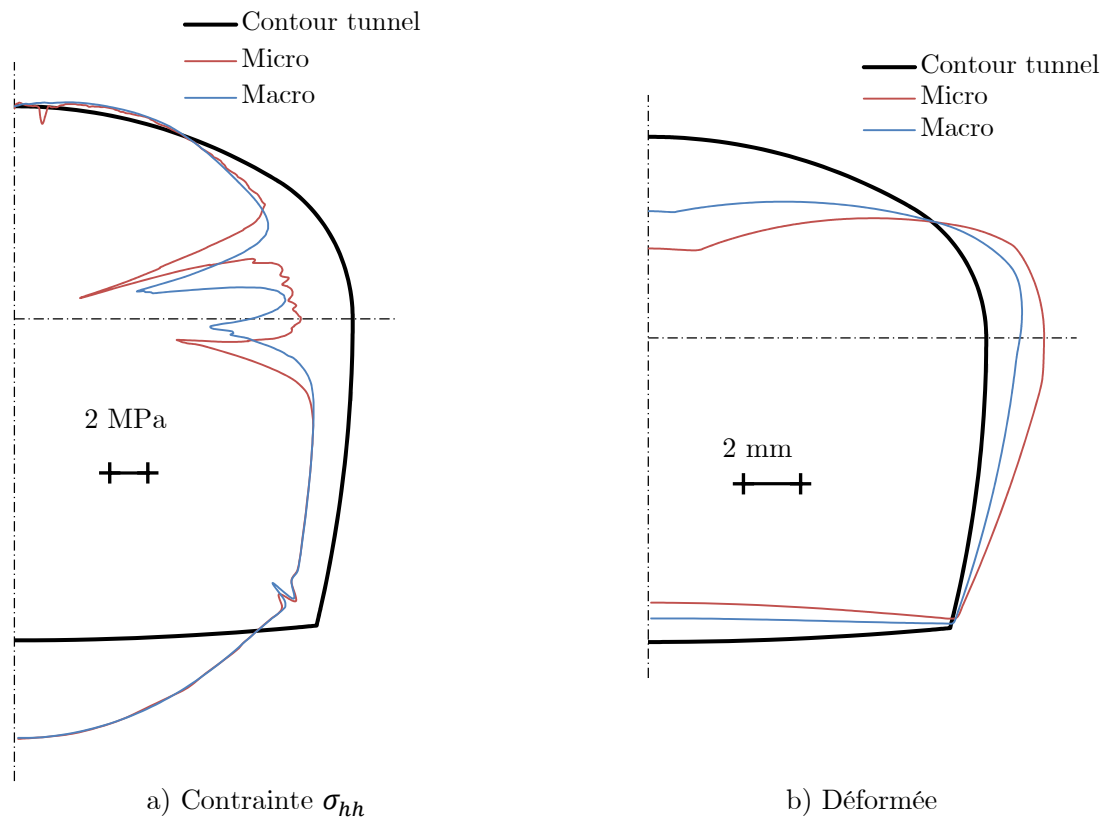 Contour tunnel
Micro
Macro
2 MPa
a) Contrainte σhh
Contour tunnel
Micro
Macro
2 mm
b) Déformée